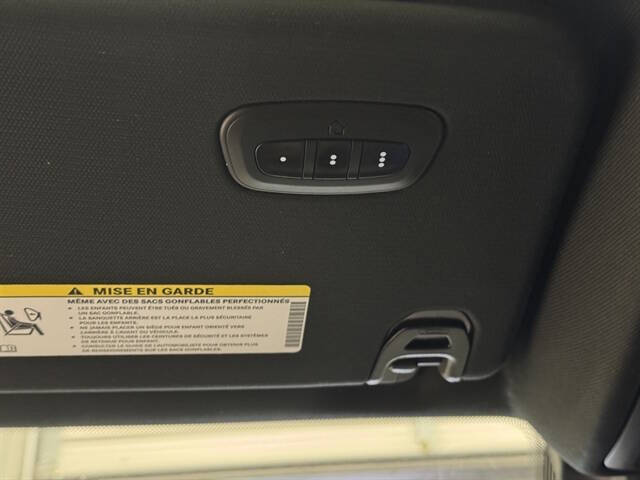 MISE EN GARDE
MÊME AVEC DES SACS GONFLABLES PERFECTIONNÉS
• LES ENFANTS PEUVENT ÊTRE TUÉS OU GRAVEMENT BLESSÉS PAR
UN SAC GONFLABLE.
• LA BANQUETTE ARRIÈRE EST LA PLACE LA PLUS SÉCURITAIRE
POUR LES ENFANTS.
• NE JAMAIS PLACER UN SIÈGE POUR ENFANT ORIENTÉ VERS
L'ARRIÈRE À L'AVANT DU VÉHICULE.
• TOUJOURS UTILISER LES CEINTURES DE SÉCURITÉ ET LES SYSTÈMES
DE RETENUE POUR ENFANT.
• CONSULTER LE GUIDE DE L'AUTOMOBILISTE POUR OBTENIR PLUS
DE RENSEIGNEMENTS SUR LES SACS GONFLABLES.